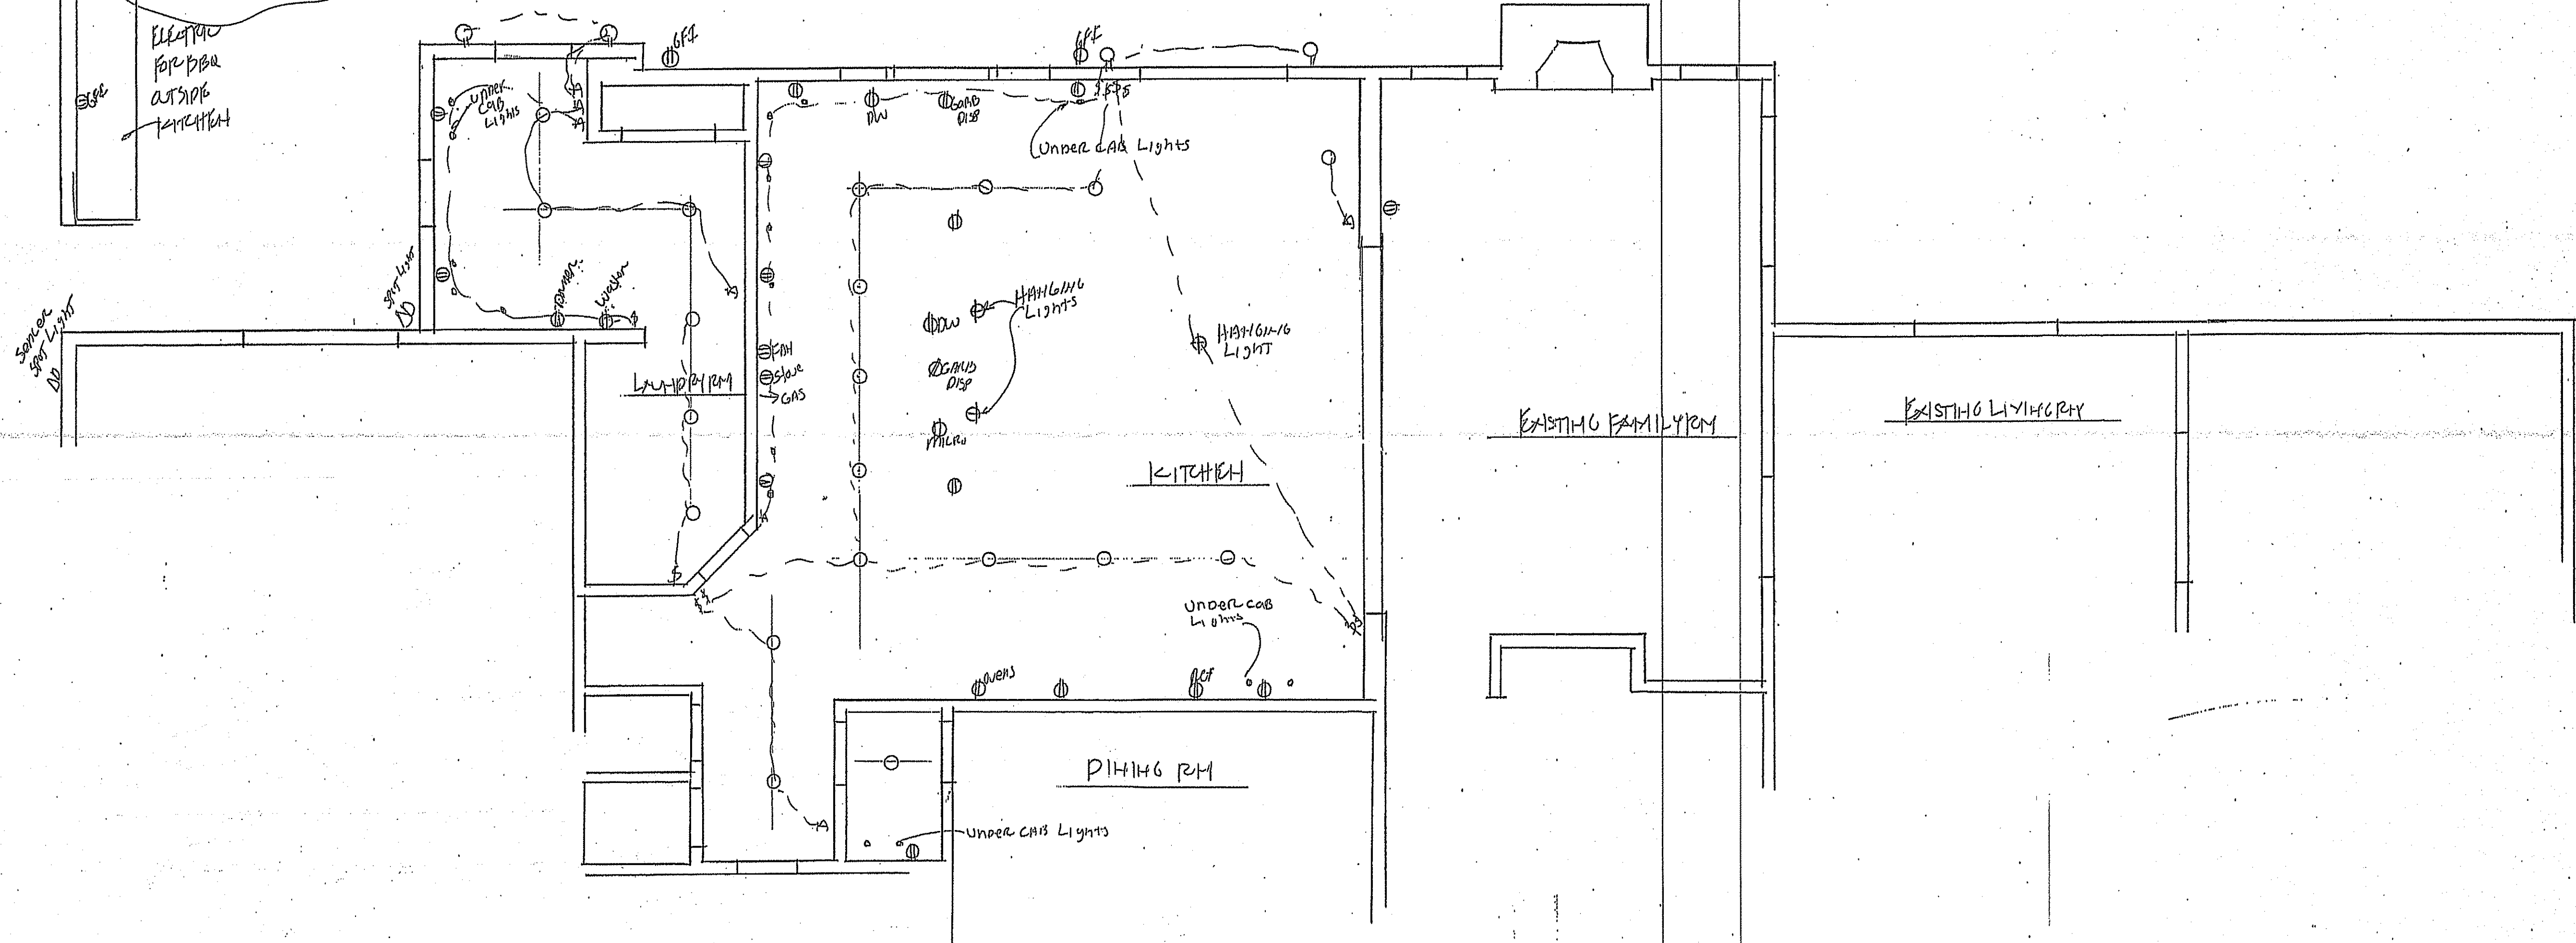 ELECTRIC
FOR BBQ
OUTSIDE
KITCHEN
GFI
GFI
GFI
UNDER
CAB
Lights
DW
GARB
DISP
UNDER CAB Lights
Spot Light
SENCER
SPOT Light
DRYER
Washer
HANGING
Lights
DW
HANGING
LIGHT
FAN
Stove
GAS
LAUNDRY RM
GARB
DISP
MICRO
KITCHEN
EXISTING FAMILY RM
EXISTING LIVING RM
UNDER CAB
Lights
OVENS
REF
DINING RM
UNDER CAB Lights